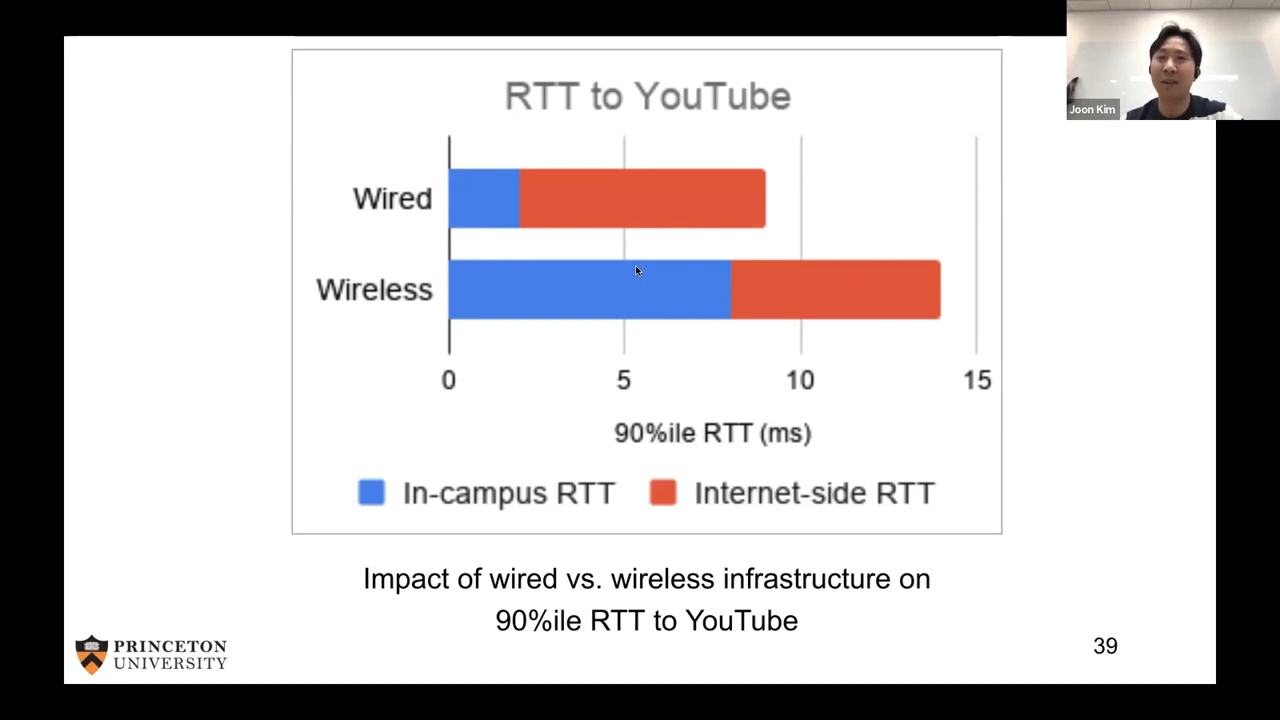 RTT to YouTube
Joon Kim
Wired
Wireless
0 5 10 15
90%ile RTT (ms)
In-campus RTT Internet-side RTT
Impact of wired vs. wireless infrastructure on
90%ile RTT to YouTube
PRINCETON
UNIVERSITY
39